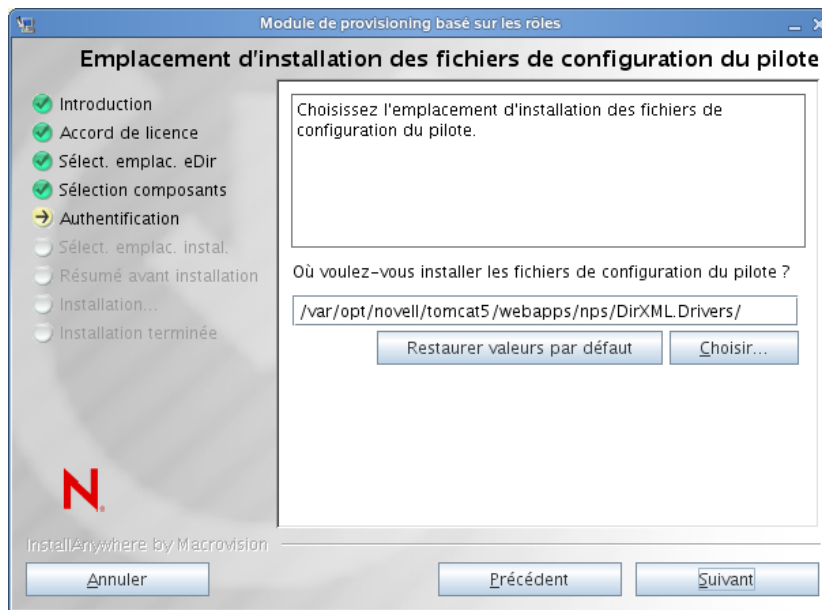 Module de provisioning basé sur les rôles
Emplacement d'installation des fichiers de configuration du pilote
Introduction
Accord de licence
Sélect. emplac. eDir
Sélection composants
Authentification
Sélect. emplac. instal.
Résumé avant installation
Installation...
Installation terminée
Choisissez l'emplacement d'installation des fichiers de
configuration du pilote.
Où voulez-vous installer les fichiers de configuration du pilote ?
/var/opt/novell/tomcat5/webapps/nps/DirXML.Drivers/
Restaurer valeurs par défaut
Choisir...
N
InstallAnywhere by Macrovision
Annuler
Précédent
Suivant